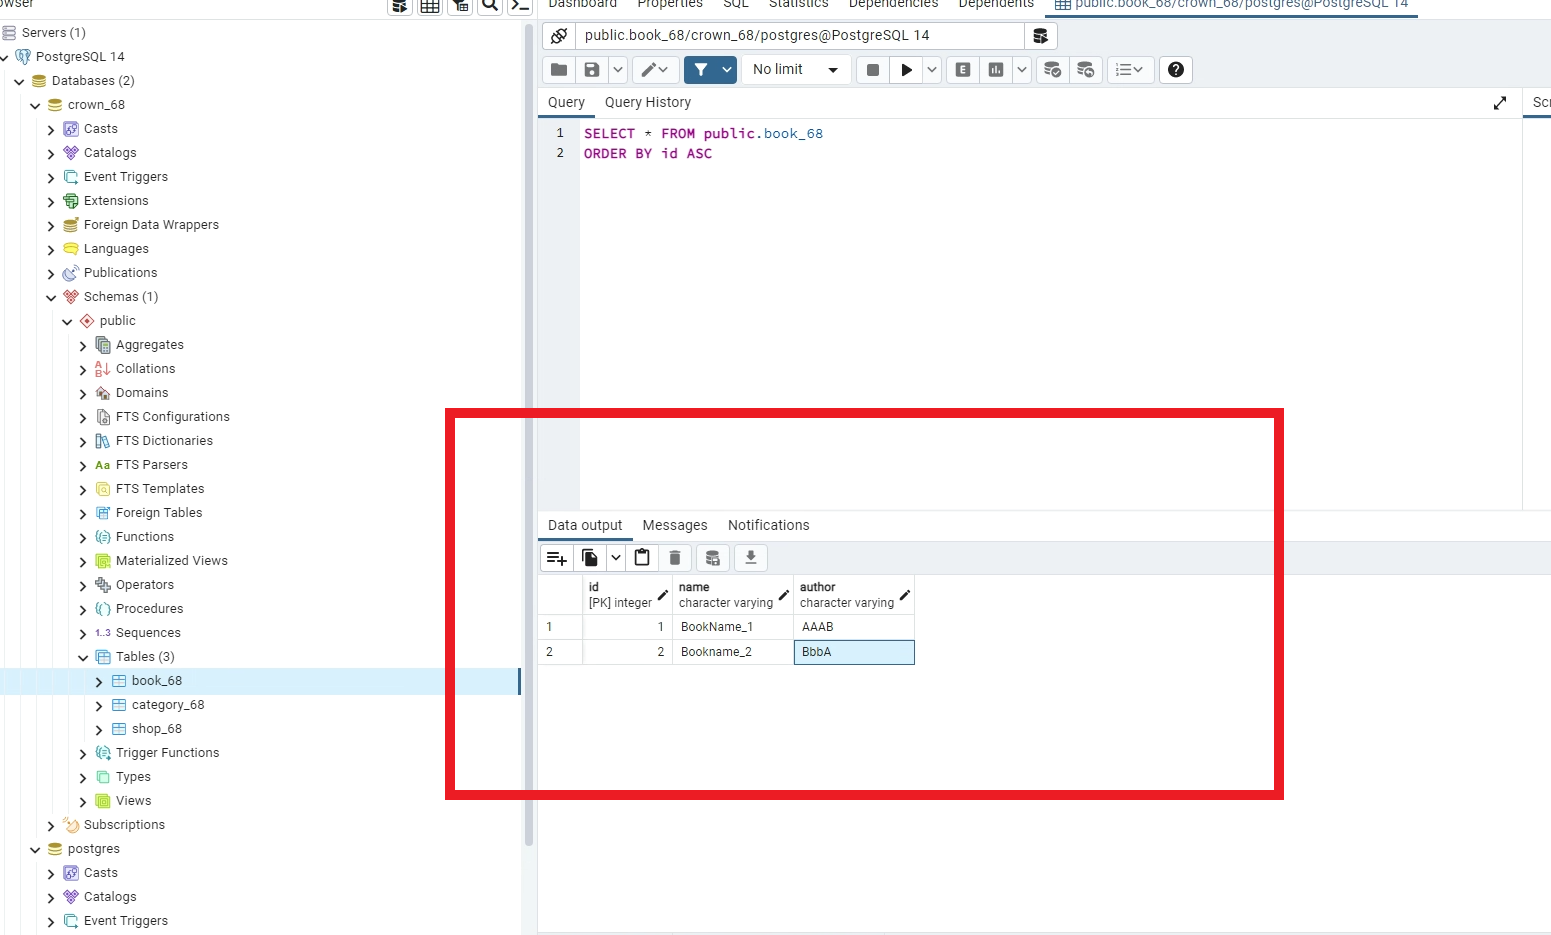 Servers (1)
PostgreSQL 14
Databases (2)
crown_68
Casts
Catalogs
Event Triggers
Extensions
Foreign Data Wrappers
Languages
Publications
Schemas (1)
public
Aggregates
Collations
Domains
FTS Configurations
FTS Dictionaries
Aa FTS Parsers
FTS Templates
Foreign Tables
Functions
Materialized Views
Operators
Procedures
1..3 Sequences
Tables (3)
book_68
category_68
shop_68
Trigger Functions
Types
Views
Subscriptions
postgres
Casts
Catalogs
Event Triggers
Dashboard Properties SQL Statistics Dependencies Dependents public.book_68/crown_68/postgres@PostgreSQL 14
public.book_68/crown_68/postgres@PostgreSQL 14
No limit E
Query Query History
1 SELECT * FROM public.book_68
2 ORDER BY id ASC
Data output Messages Notifications
id name author
[PK] integer character varying character varying
1 1 BookName_1 AAAB
2 2 Bookname_2 BbbA